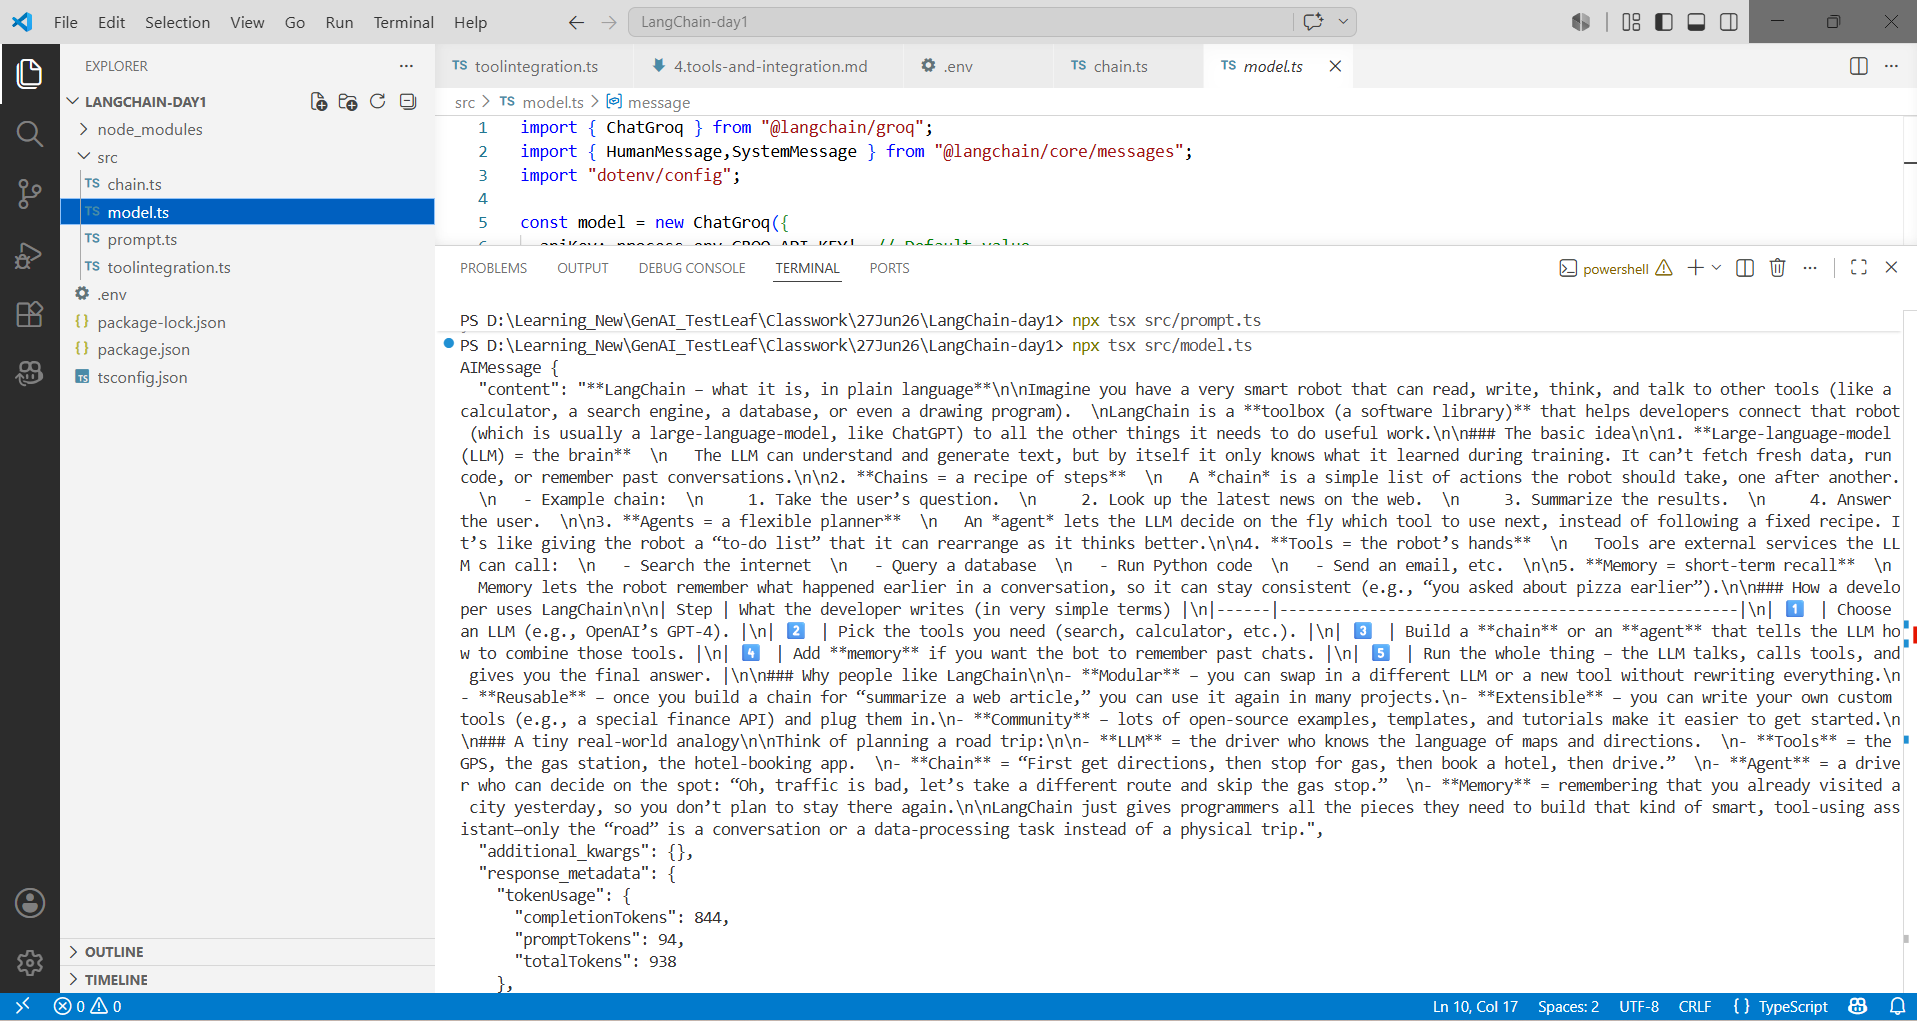 File Edit Selection View Go Run Terminal Help
LangChain-day1
EXPLORER
LANGCHAIN-DAY1
node_modules
src
TS chain.ts
TS model.ts
TS prompt.ts
TS toolintegration.ts
.env
{} package-lock.json
{} package.json
TS tsconfig.json
OUTLINE
TIMELINE
TS toolintegration.ts
4.tools-and-integration.md
.env
TS chain.ts
TS model.ts
src > TS model.ts > message
1 import { ChatGroq } from "@langchain/groq";
2 import { HumanMessage,SystemMessage } from "@langchain/core/messages";
3 import "dotenv/config";
4
5 const model = new ChatGroq({
6 apiKey: process.env.GROQ_API_KEY!, // Default value
PROBLEMS OUTPUT DEBUG CONSOLE TERMINAL PORTS
powershell
PS D:\Learning_New\GenAI_TestLeaf\Classwork\27Jun26\LangChain-day1> npx tsx src/prompt.ts
PS D:\Learning_New\GenAI_TestLeaf\Classwork\27Jun26\LangChain-day1> npx tsx src/model.ts
AIMessage {
"content": "**LangChain – what it is, in plain language**\n\nImagine you have a very smart robot that can read, write, think, and talk to other tools (like a
calculator, a search engine, a database, or even a drawing program).  \nLangChain is a **toolbox (a software library)** that helps developers connect that robot
(which is usually a large-language-model, like ChatGPT) to all the other things it needs to do useful work.\n\n### The basic idea\n\n1. **Large-language-model
(LLM) = the brain**  \n   The LLM can understand and generate text, but by itself it only knows what it learned during training. It can’t fetch fresh data, run
code, or remember past conversations.\n\n2. **Chains = a recipe of steps**  \n   A *chain* is a simple list of actions the robot should take, one after another.
\n   - Example chain:  \n     1. Take the user’s question.  \n     2. Look up the latest news on the web.  \n     3. Summarize the results.  \n     4. Answer
the user.  \n\n3. **Agents = a flexible planner**  \n   An *agent* lets the LLM decide on the fly which tool to use next, instead of following a fixed recipe. I
t’s like giving the robot a “to-do list” that it can rearrange as it thinks better.\n\n4. **Tools = the robot’s hands**  \n   Tools are external services the LL
M can call:  \n   - Search the internet  \n   - Query a database  \n   - Run Python code  \n   - Send an email, etc.  \n\n5. **Memory = short-term recall**  \n
Memory lets the robot remember what happened earlier in a conversation, so it can stay consistent (e.g., “you asked about pizza earlier”).\n\n### How a develo
per uses LangChain\n\n| Step | What the developer writes (in very simple terms) |\n|------|---------------------------------------------------|\n| 1️⃣ | Choose
an LLM (e.g., OpenAI’s GPT-4). |\n| 2️⃣ | Pick the tools you need (search, calculator, etc.). |\n| 3️⃣ | Build a **chain** or an **agent** that tells the LLM ho
w to combine those tools. |\n| 4️⃣ | Add **memory** if you want the bot to remember past chats. |\n| 5️⃣ | Run the whole thing – the LLM talks, calls tools, and
gives you the final answer. |\n\n### Why people like LangChain\n\n- **Modular** – you can swap in a different LLM or a new tool without rewriting everything.\n
- **Reusable** – once you build a chain for “summarize a web article,” you can use it again in many projects.\n- **Extensible** – you can write your own custom
tools (e.g., a special finance API) and plug them in.\n- **Community** – lots of open-source examples, templates, and tutorials make it easier to get started.\n
\n### A tiny real-world analogy\n\nThink of planning a road trip:\n\n- **LLM** = the driver who knows the language of maps and directions.  \n- **Tools** = the
GPS, the gas station, the hotel-booking app.  \n- **Chain** = “First get directions, then stop for gas, then book a hotel, then drive.”  \n- **Agent** = a drive
r who can decide on the spot: “Oh, traffic is bad, let’s take a different route and skip the gas stop.”  \n- **Memory** = remembering that you already visited a
city yesterday, so you don’t plan to stay there again.\n\nLangChain just gives programmers all the pieces they need to build that kind of smart, tool-using ass
istant—only the “road” is a conversation or a data-processing task instead of a physical trip.",
"additional_kwargs": {},
"response_metadata": {
"tokenUsage": {
"completionTokens": 844,
"promptTokens": 94,
"totalTokens": 938
},
0 0
Ln 10, Col 17 Spaces: 2 UTF-8 CRLF {} TypeScript